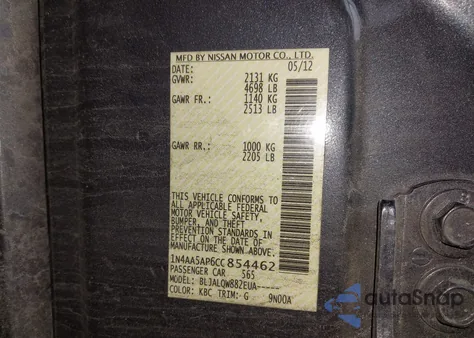 MFD BY NISSAN MOTOR CO., LTD.
DATE: 05/12
GVWR: 2131 KG
4698 LB
GAWR FR.: 1140 KG
2513 LB
GAWR RR.: 1000 KG
2205 LB
THIS VEHICLE CONFORMS TO
ALL APPLICABLE FEDERAL
MOTOR VEHICLE SAFETY,
BUMPER, AND THEFT
PREVENTION STANDARDS IN
EFFECT ON THE DATE OF
MANUFACTURE SHOWN ABOVE.
1N4AA5AP6CC854462
PASSENGER CAR 565
MODEL: BLJALQW882EUA-----
COLOR: KBC TRIM: G 9N00A
autoSnap